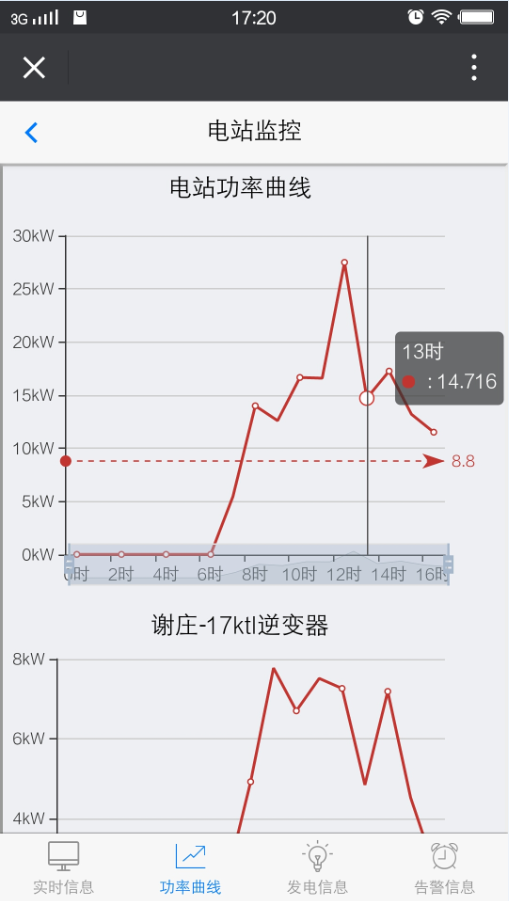 3G 17:20
电站监控
电站功率曲线
30kW
25kW
20kW
13时
: 14.716
15kW
10kW
8.8
5kW
0kW
0时 2时 4时 6时 8时 10时 12时 14时 16时
谢庄-17ktl逆变器
8kW
6kW
4kW
实时信息 功率曲线 发电信息 告警信息